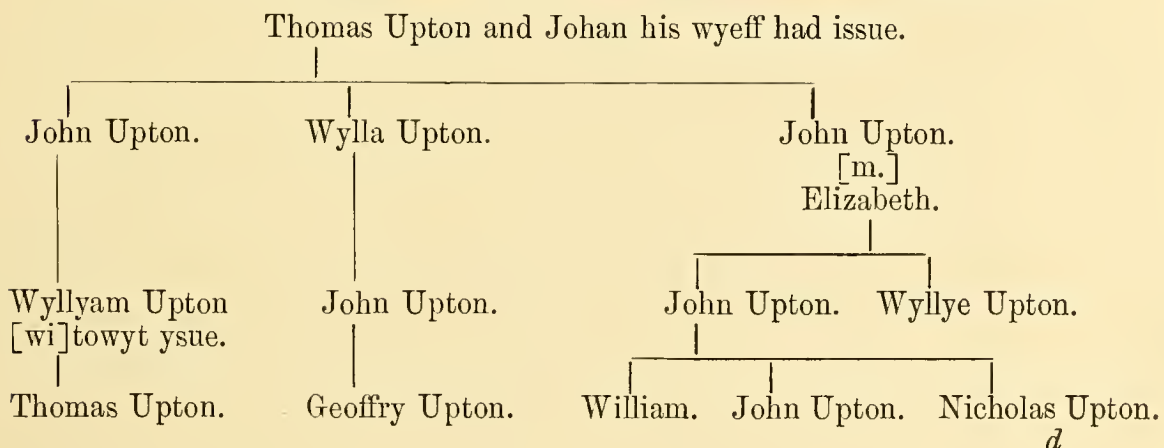 Thomas Upton and Johan his wyeff had issue.
John Upton. Wylla Upton. John Upton.
[m.]
Elizabeth.
Wyllyam Upton John Upton. John Upton. Wyllye Upton.
[wi]towyt ysue.
Thomas Upton. Geoffry Upton. William. John Upton. Nicholas Upton.
d